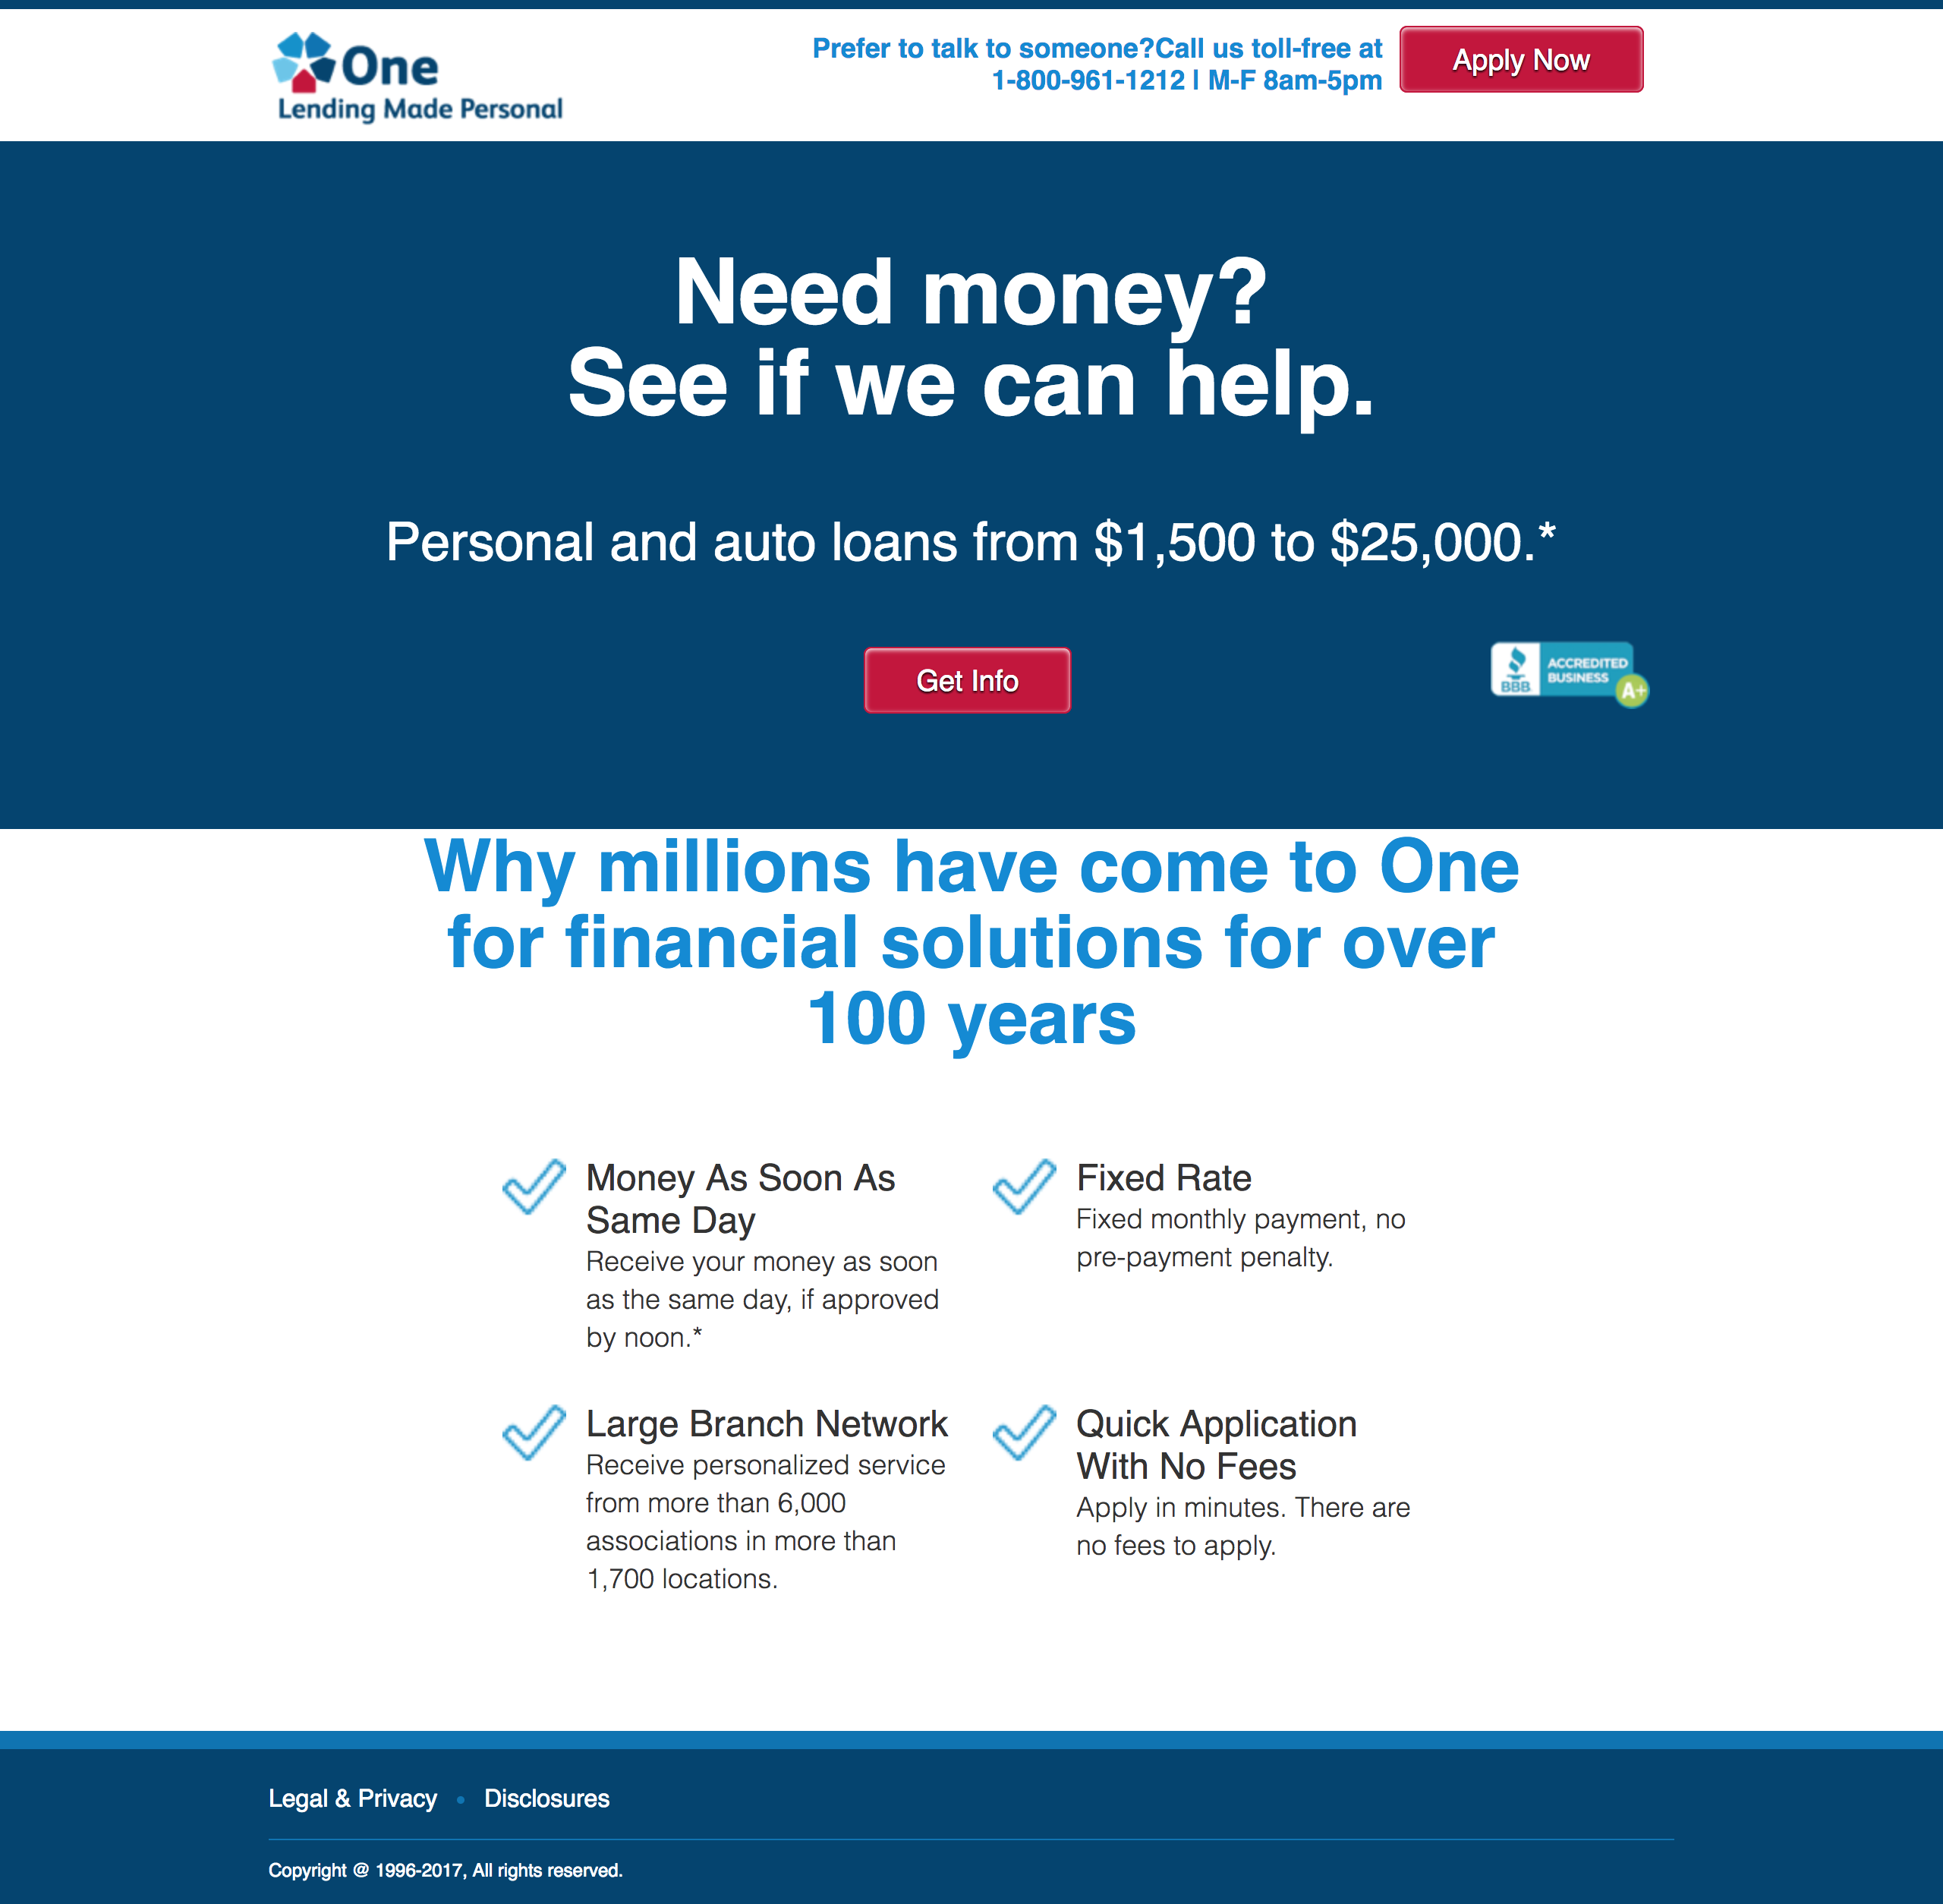 One
Lending Made Personal
Prefer to talk to someone?Call us toll-free at
1-800-961-1212 | M-F 8am-5pm
Apply Now
Need money?
See if we can help.
Personal and auto loans from $1,500 to $25,000.*
Get Info
BBB
ACCREDITED
BUSINESS
A+
Why millions have come to One
for financial solutions for over
100 years
Money As Soon As
Same Day
Receive your money as soon
as the same day, if approved
by noon.*
Fixed Rate
Fixed monthly payment, no
pre-payment penalty.
Large Branch Network
Receive personalized service
from more than 6,000
associations in more than
1,700 locations.
Quick Application
With No Fees
Apply in minutes. There are
no fees to apply.
Legal & Privacy • Disclosures
Copyright @ 1996-2017, All rights reserved.